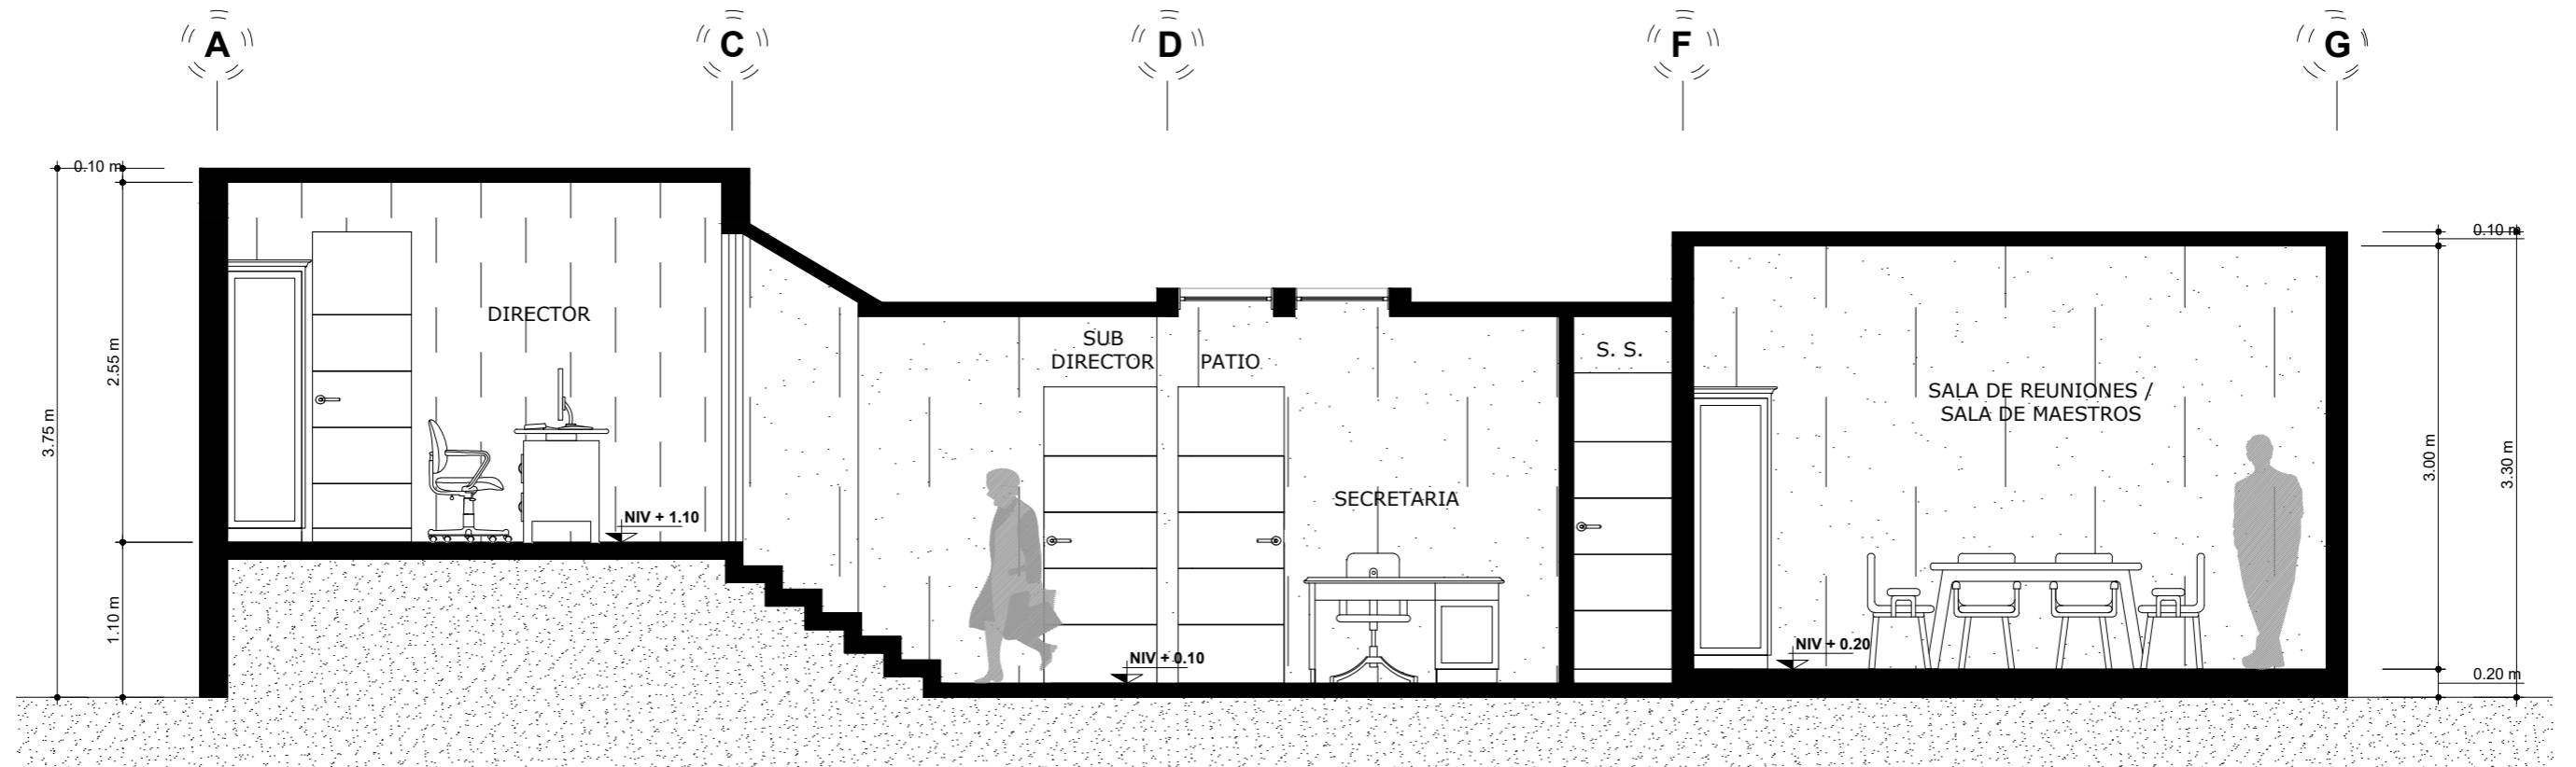 A
C
D
F
G
0.10 m
2.55 m
3.75 m
1.10 m
DIRECTOR
NIV + 1.10
SUB
DIRECTOR
PATIO
NIV + 0.10
SECRETARIA
S. S.
SALA DE REUNIONES /
SALA DE MAESTROS
NIV + 0.20
0.10 m
3.00 m
3.30 m
0.20 m